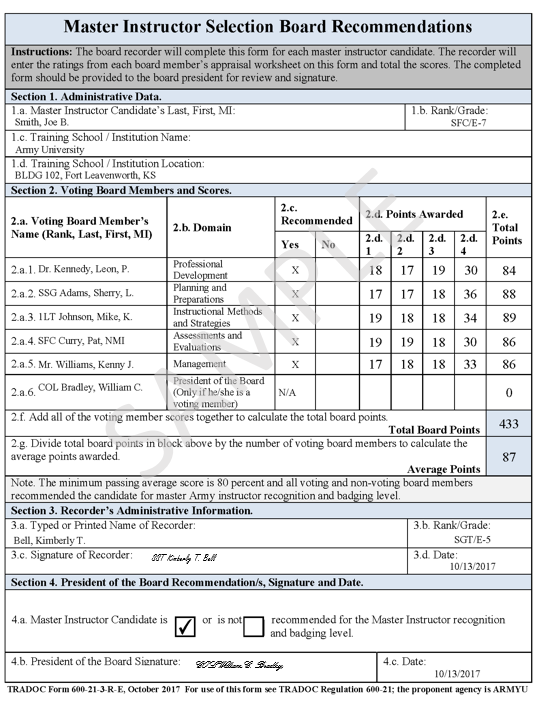 Master Instructor Selection Board Recommendations
Instructions: The board recorder will complete this form for each master instructor candidate. The recorder will
enter the ratings from each board member's appraisal worksheet on this form and total the scores. The completed
form should be provided to the board president for review and signature.
Section 1. Administrative Data.
1.a. Master Instructor Candidate's Last, First, MI: 1.b. Rank/Grade:
Smith, Joe B. SFC/E-7
1.c. Training School / Institution Name:
Army University
1.d. Training School / Institution Location:
BLDG 102, Fort Leavenworth, KS
Section 2. Voting Board Members and Scores.
2.a. Voting Board Member's
Name (Rank, Last, First, MI)
2.b. Domain
2.c.
Recommended
Yes No
2.d. Points Awarded
2.d. 1 2.d. 2 2.d. 3 2.d. 4
2.e.
Total
Points
2.a.1. Dr. Kennedy, Leon, P. Professional Development X 18 17 19 30 84
2.a.2. SSG Adams, Sherry, L. Planning and Preparations X 17 17 18 36 88
2.a.3. 1LT Johnson, Mike, K. Instructional Methods and Strategies X 19 18 18 34 89
2.a.4. SFC Curry, Pat, NMI Assessments and Evaluations X 19 19 18 30 86
2.a.5. Mr. Williams, Kenny J. Management X 17 18 18 33 86
2.a.6. COL Bradley, William C. President of the Board (Only if he/she is a voting member) N/A 0
2.f. Add all of the voting member scores together to calculate the total board points.
Total Board Points 433
2.g. Divide total board points in block above by the number of voting board members to calculate the
average points awarded.
Average Points 87
Note. The minimum passing average score is 80 percent and all voting and non-voting board members
recommended the candidate for master Army instructor recognition and badging level.
Section 3. Recorder's Administrative Information.
3.a. Typed or Printed Name of Recorder: 3.b. Rank/Grade:
Bell, Kimberly T. SGT/E-5
3.c. Signature of Recorder: SGT Kimberly T. Bell 3.d. Date:
10/13/2017
Section 4. President of the Board Recommendation/s, Signature and Date.
4.a. Master Instructor Candidate is ✓ or is not recommended for the Master Instructor recognition
and badging level.
4.b. President of the Board Signature: COL William C. Bradley 4.c. Date:
10/13/2017
TRADOC Form 600-21-3-R-E, October 2017 For use of this form see TRADOC Regulation 600-21; the proponent agency is ARMYU
SAMPLE